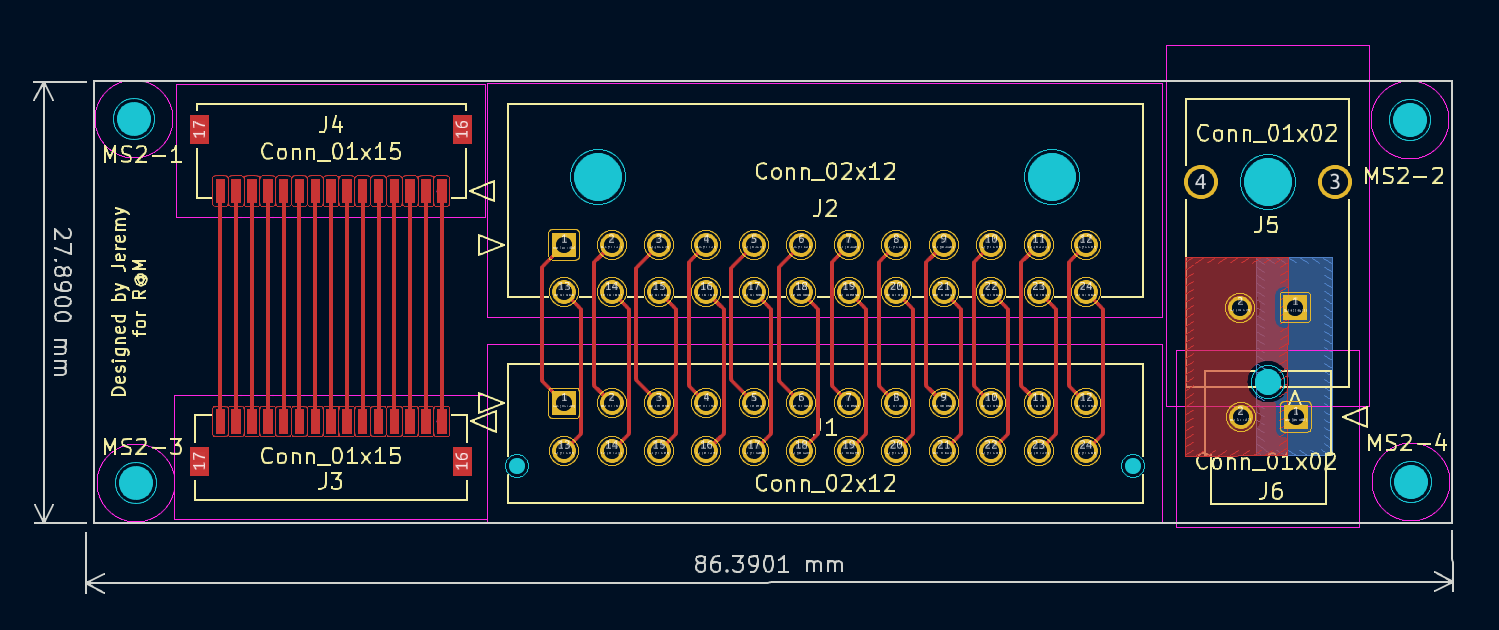 J4
Conn_01x15
17
16
MS2-1
Designed by Jeremy
for R⊗M
27.8900 mm
MS2-3
17
16
Conn_01x15
J3
Conn_02x12
J2
1 2 3 4 5 6 7 8 9 10 11 12
13 14 15 16 17 18 19 20 21 22 23 24
1 2 3 4 5 6 7 8 9 10 11 12
J1
13 14 15 16 17 18 19 20 21 22 23 24
Conn_02x12
Conn_01x02
4
3
J5
MS2-2
2 1
2 1
MS2-4
Conn_01x02
J6
86.3901 mm